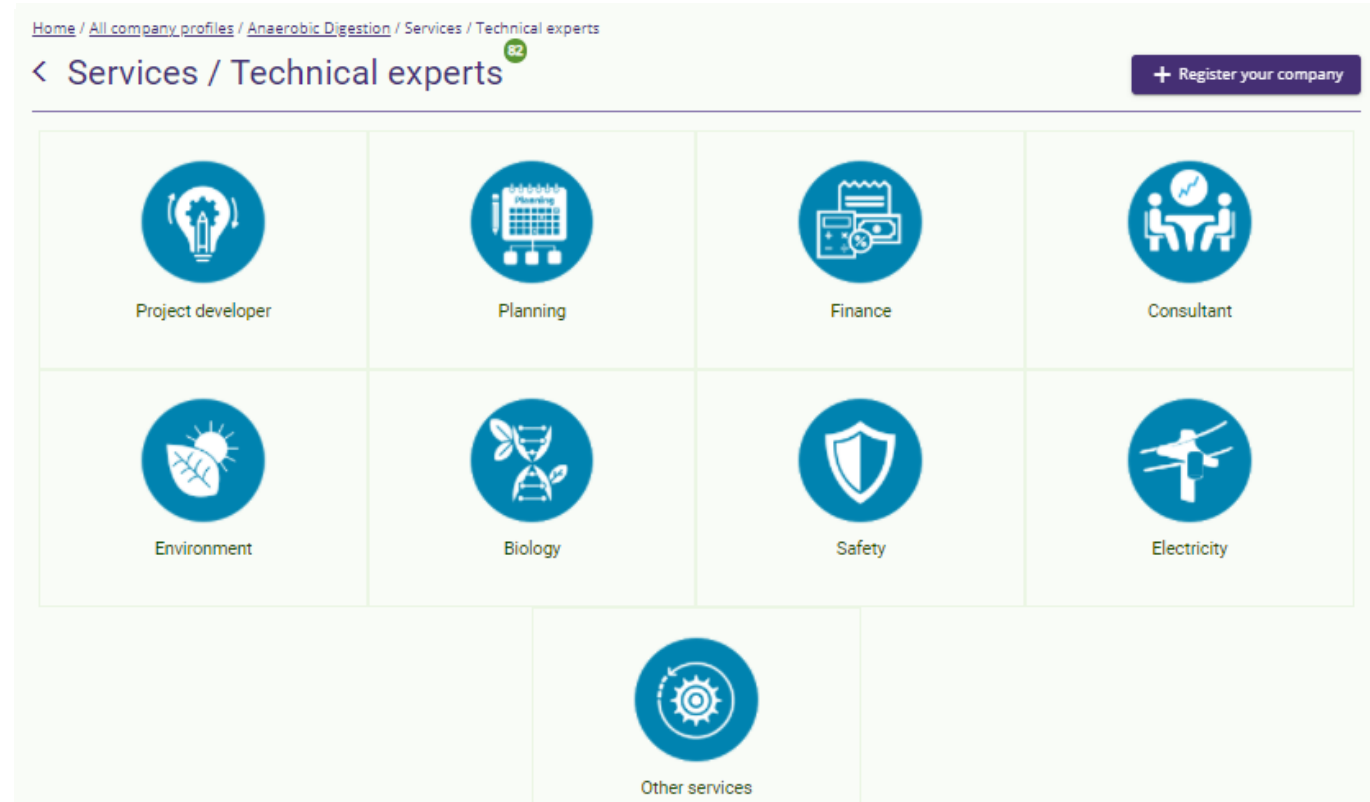 Home / All company profiles / Anaerobic Digestion / Services / Technical experts
< Services / Technical experts 82
+ Register your company
Planning
Project developer
Planning
Finance
Consultant
Environment
Biology
Safety
Electricity
Other services